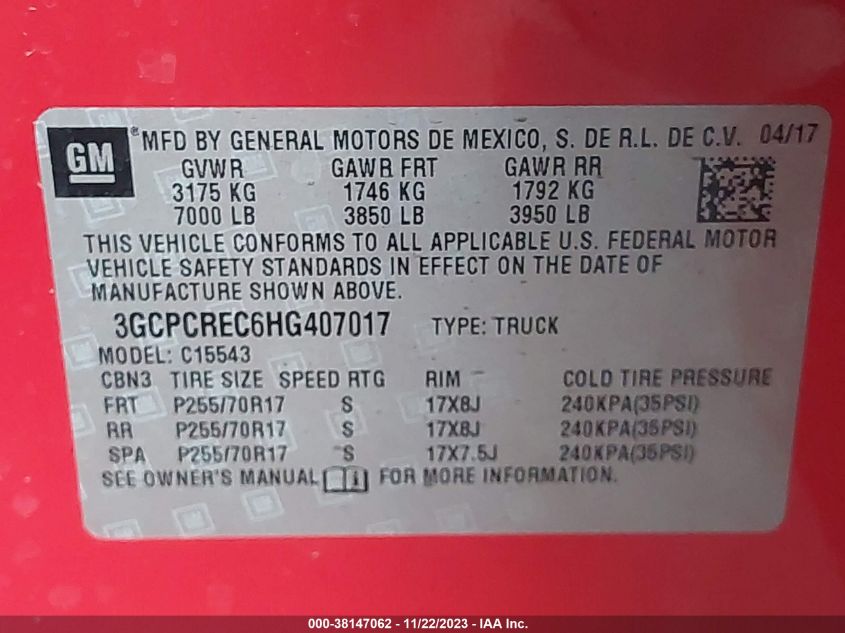 GM ® MFD BY GENERAL MOTORS DE MEXICO, S. DE R.L. DE C.V. 04/17
GVWR GAWR FRT GAWR RR
3175 KG 1746 KG 1792 KG
7000 LB 3850 LB 3950 LB
THIS VEHICLE CONFORMS TO ALL APPLICABLE U.S. FEDERAL MOTOR
VEHICLE SAFETY STANDARDS IN EFFECT ON THE DATE OF
MANUFACTURE SHOWN ABOVE.
3GCPCREC6HG407017 TYPE: TRUCK
MODEL: C15543
CBN3 TIRE SIZE SPEED RTG RIM COLD TIRE PRESSURE
FRT P255/70R17 S 17X8J 240KPA(35PSI)
RR P255/70R17 S 17X8J 240KPA(35PSI)
SPA P255/70R17 S 17X7.5J 240KPA(35PSI)
SEE OWNER'S MANUAL FOR MORE INFORMATION.
000-38147062 - 11/22/2023 - IAA Inc.